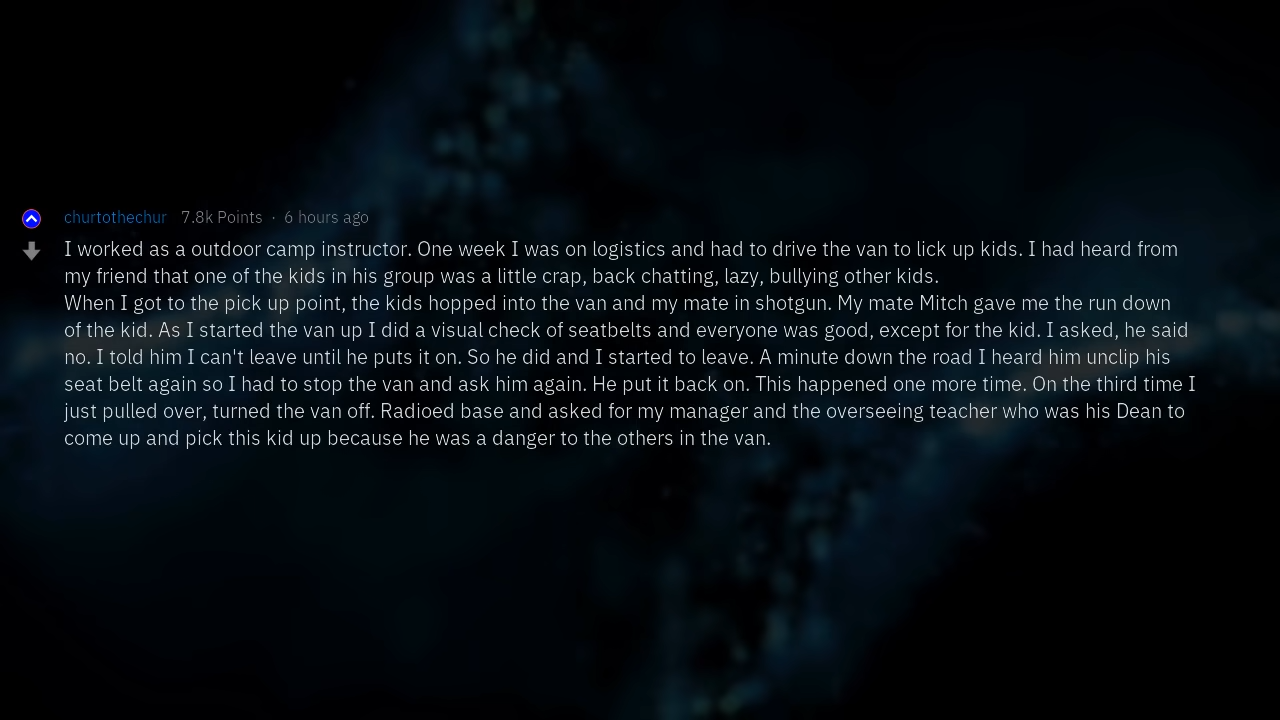 churtothechur 7.8k Points · 6 hours ago
I worked as a outdoor camp instructor. One week I was on logistics and had to drive the van to lick up kids. I had heard from
my friend that one of the kids in his group was a little crap, back chatting, lazy, bullying other kids.
When I got to the pick up point, the kids hopped into the van and my mate in shotgun. My mate Mitch gave me the run down
of the kid. As I started the van up I did a visual check of seatbelts and everyone was good, except for the kid. I asked, he said
no. I told him I can't leave until he puts it on. So he did and I started to leave. A minute down the road I heard him unclip his
seat belt again so I had to stop the van and ask him again. He put it back on. This happened one more time. On the third time I
just pulled over, turned the van off. Radioed base and asked for my manager and the overseeing teacher who was his Dean to
come up and pick this kid up because he was a danger to the others in the van.